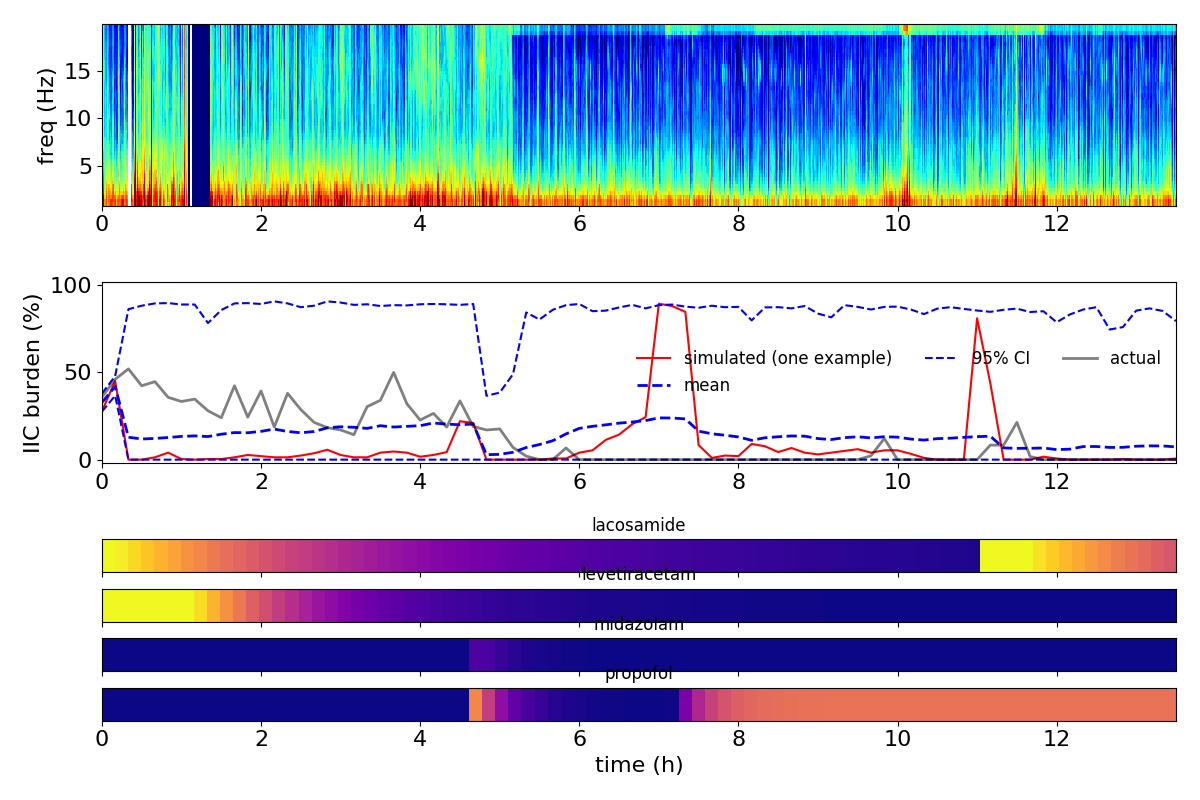 15
10
5
freq (Hz)
0 2 4 6 8 10 12
100
50
0
IIC burden (%)
simulated (one example) 95% CI actual
mean
0 2 4 6 8 10 12
lacosamide
levetiracetam
midazolam
propofol
0 2 4 6 8 10 12
time (h)